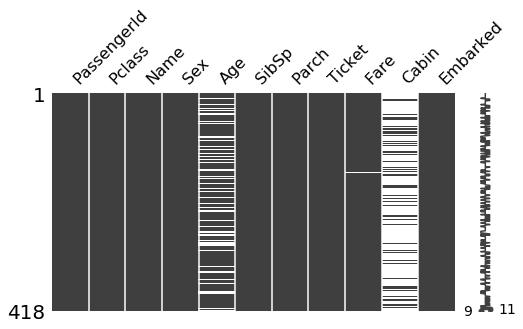 PassengerId
Pclass
Name
Sex
Age
SibSp
Parch
Ticket
Fare
Cabin
Embarked
1
418
9
11